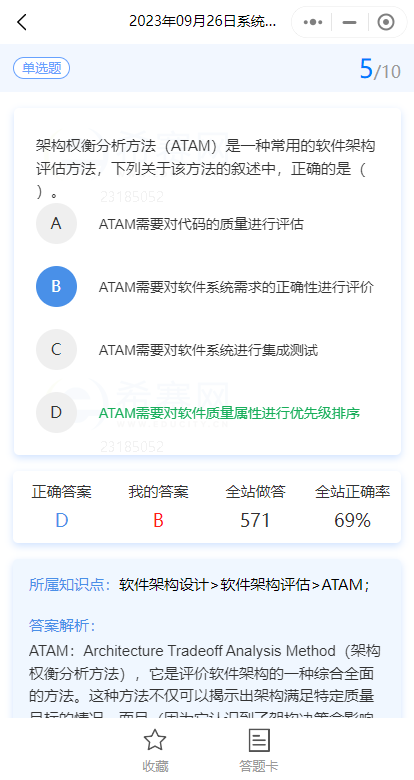 2023年09月26日系统...
单选题
5/10
架构权衡分析方法（ATAM）是一种常用的软件架构
评估方法，下列关于该方法的叙述中，正确的是（
）。
23185052
A ATAM需要对代码的质量进行评估
B ATAM需要对软件系统需求的正确性进行评价
C ATAM需要对软件系统进行集成测试
希赛网
D ATAM需要对软件质量属性进行优先级排序
23185052
正确答案 我的答案 全站做答 全站正确率
D B 571 69%
所属知识点：软件架构设计>软件架构评估>ATAM；
答案解析：
ATAM：Architecture Tradeoff Analysis Method（架构
权衡分析方法），它是评价软件架构的一种综合全面
的方法。这种方法不仅可以揭示出架构满足特定质量
目标的情况，而且（因为它认识到了架构决策会影响
收藏 答题卡